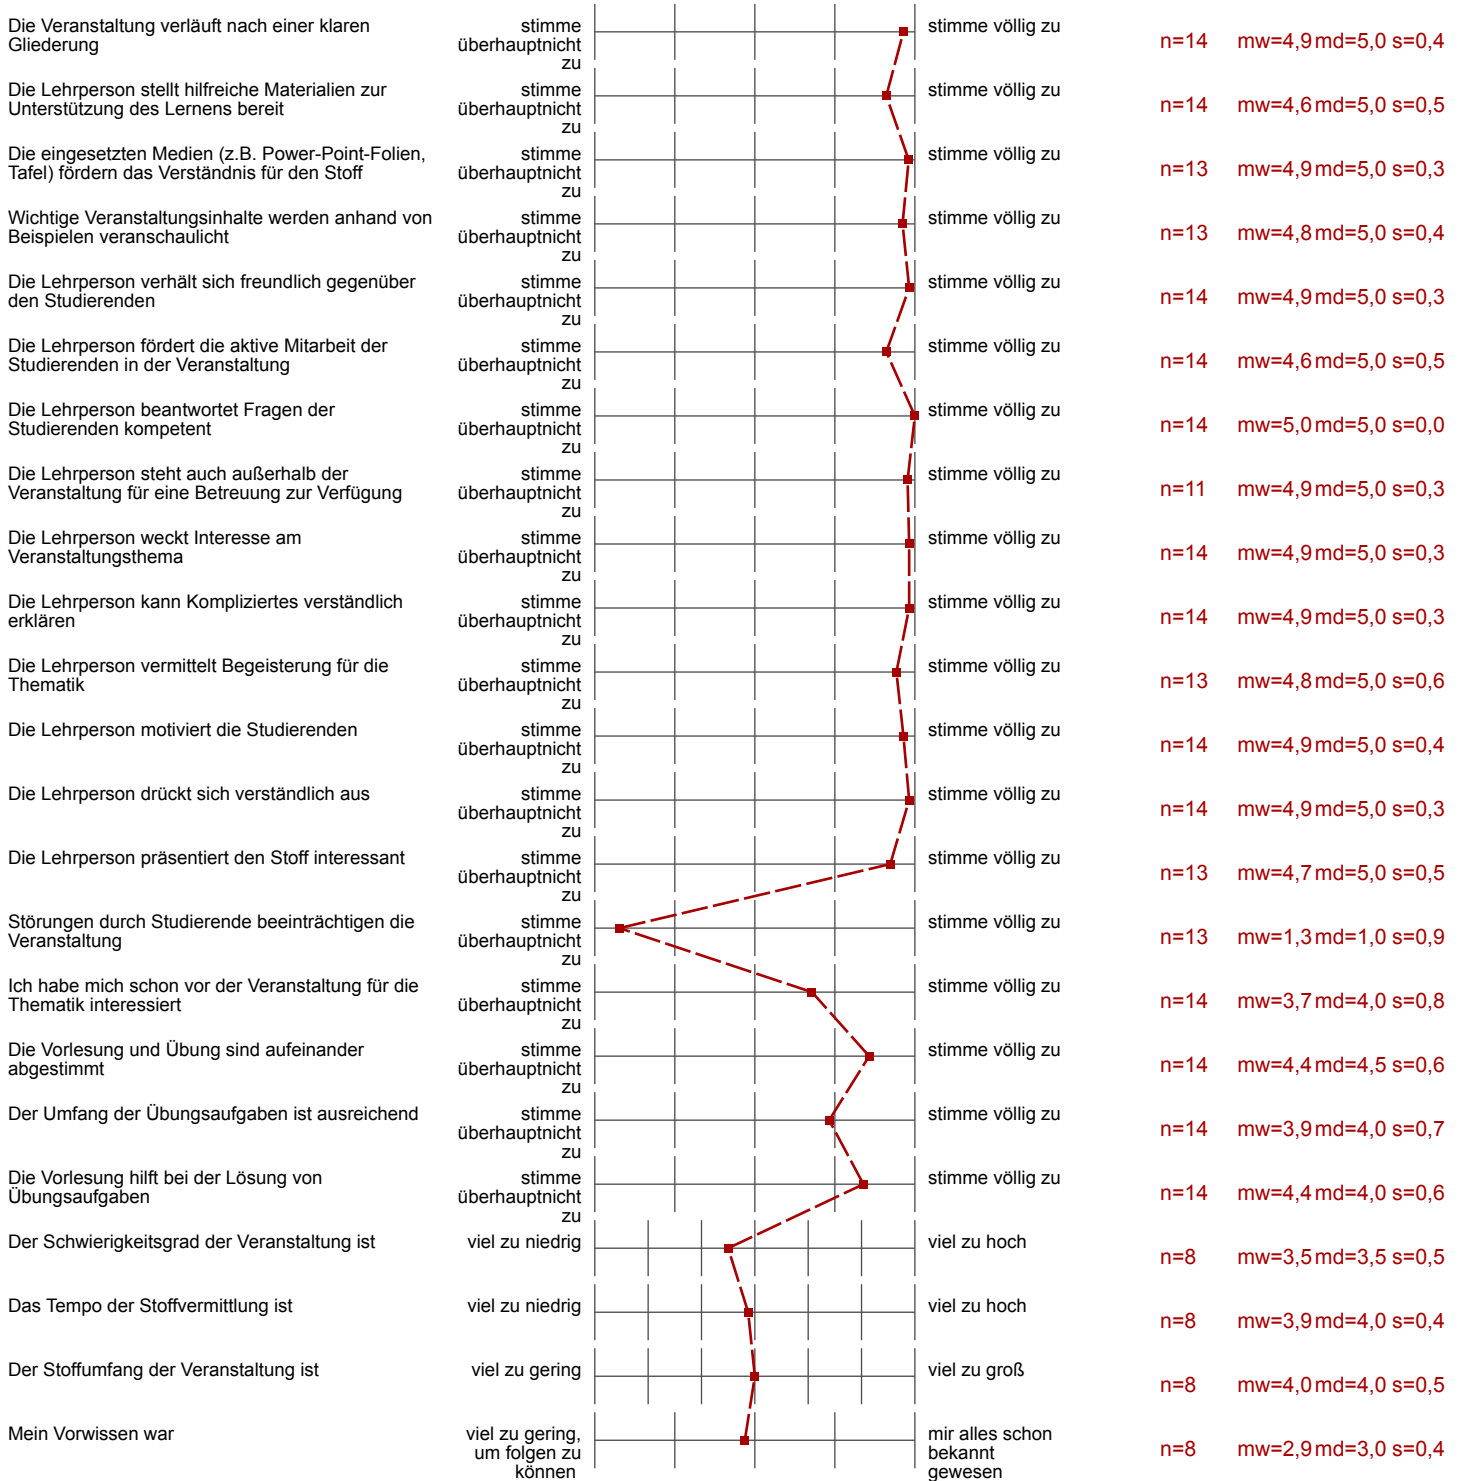 Die Veranstaltung verläuft nach einer klaren
Gliederung
stimme
überhauptnicht
zu
stimme völlig zu
n=14 mw=4,9 md=5,0 s=0,4
Die Lehrperson stellt hilfreiche Materialien zur
Unterstützung des Lernens bereit
stimme
überhauptnicht
zu
stimme völlig zu
n=14 mw=4,6 md=5,0 s=0,5
Die eingesetzten Medien (z.B. Power-Point-Folien,
Tafel) fördern das Verständnis für den Stoff
stimme
überhauptnicht
zu
stimme völlig zu
n=13 mw=4,9 md=5,0 s=0,3
Wichtige Veranstaltungsinhalte werden anhand von
Beispielen veranschaulicht
stimme
überhauptnicht
zu
stimme völlig zu
n=13 mw=4,8 md=5,0 s=0,4
Die Lehrperson verhält sich freundlich gegenüber
den Studierenden
stimme
überhauptnicht
zu
stimme völlig zu
n=14 mw=4,9 md=5,0 s=0,3
Die Lehrperson fördert die aktive Mitarbeit der
Studierenden in der Veranstaltung
stimme
überhauptnicht
zu
stimme völlig zu
n=14 mw=4,6 md=5,0 s=0,5
Die Lehrperson beantwortet Fragen der
Studierenden kompetent
stimme
überhauptnicht
zu
stimme völlig zu
n=14 mw=5,0 md=5,0 s=0,0
Die Lehrperson steht auch außerhalb der
Veranstaltung für eine Betreuung zur Verfügung
stimme
überhauptnicht
zu
stimme völlig zu
n=11 mw=4,9 md=5,0 s=0,3
Die Lehrperson weckt Interesse am
Veranstaltungsthema
stimme
überhauptnicht
zu
stimme völlig zu
n=14 mw=4,9 md=5,0 s=0,3
Die Lehrperson kann Kompliziertes verständlich
erklären
stimme
überhauptnicht
zu
stimme völlig zu
n=14 mw=4,9 md=5,0 s=0,3
Die Lehrperson vermittelt Begeisterung für die
Thematik
stimme
überhauptnicht
zu
stimme völlig zu
n=13 mw=4,8 md=5,0 s=0,6
Die Lehrperson motiviert die Studierenden
stimme
überhauptnicht
zu
stimme völlig zu
n=14 mw=4,9 md=5,0 s=0,4
Die Lehrperson drückt sich verständlich aus
stimme
überhauptnicht
zu
stimme völlig zu
n=14 mw=4,9 md=5,0 s=0,3
Die Lehrperson präsentiert den Stoff interessant
stimme
überhauptnicht
zu
stimme völlig zu
n=13 mw=4,7 md=5,0 s=0,5
Störungen durch Studierende beeinträchtigen die
Veranstaltung
stimme
überhauptnicht
zu
stimme völlig zu
n=13 mw=1,3 md=1,0 s=0,9
Ich habe mich schon vor der Veranstaltung für die
Thematik interessiert
stimme
überhauptnicht
zu
stimme völlig zu
n=14 mw=3,7 md=4,0 s=0,8
Die Vorlesung und Übung sind aufeinander
abgestimmt
stimme
überhauptnicht
zu
stimme völlig zu
n=14 mw=4,4 md=4,5 s=0,6
Der Umfang der Übungsaufgaben ist ausreichend
stimme
überhauptnicht
zu
stimme völlig zu
n=14 mw=3,9 md=4,0 s=0,7
Die Vorlesung hilft bei der Lösung von
Übungsaufgaben
stimme
überhauptnicht
zu
stimme völlig zu
n=14 mw=4,4 md=4,0 s=0,6
Der Schwierigkeitsgrad der Veranstaltung ist
viel zu niedrig
viel zu hoch
n=8 mw=3,5 md=3,5 s=0,5
Das Tempo der Stoffvermittlung ist
viel zu niedrig
viel zu hoch
n=8 mw=3,9 md=4,0 s=0,4
Der Stoffumfang der Veranstaltung ist
viel zu gering
viel zu groß
n=8 mw=4,0 md=4,0 s=0,5
Mein Vorwissen war
viel zu gering,
um folgen zu
können
mir alles schon
bekannt
gewesen
n=8 mw=2,9 md=3,0 s=0,4